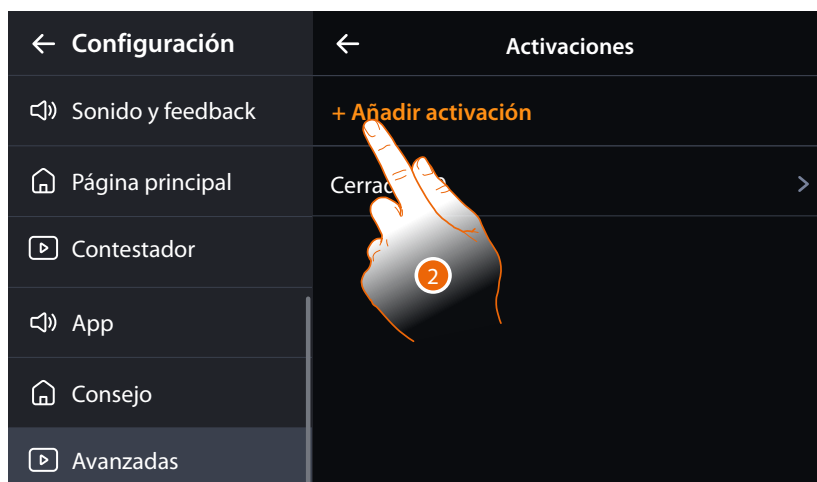 Configuración
Sonido y feedback
Página principal
Contestador
App
Consejo
Avanzadas
Activaciones
+ Añadir activación
2